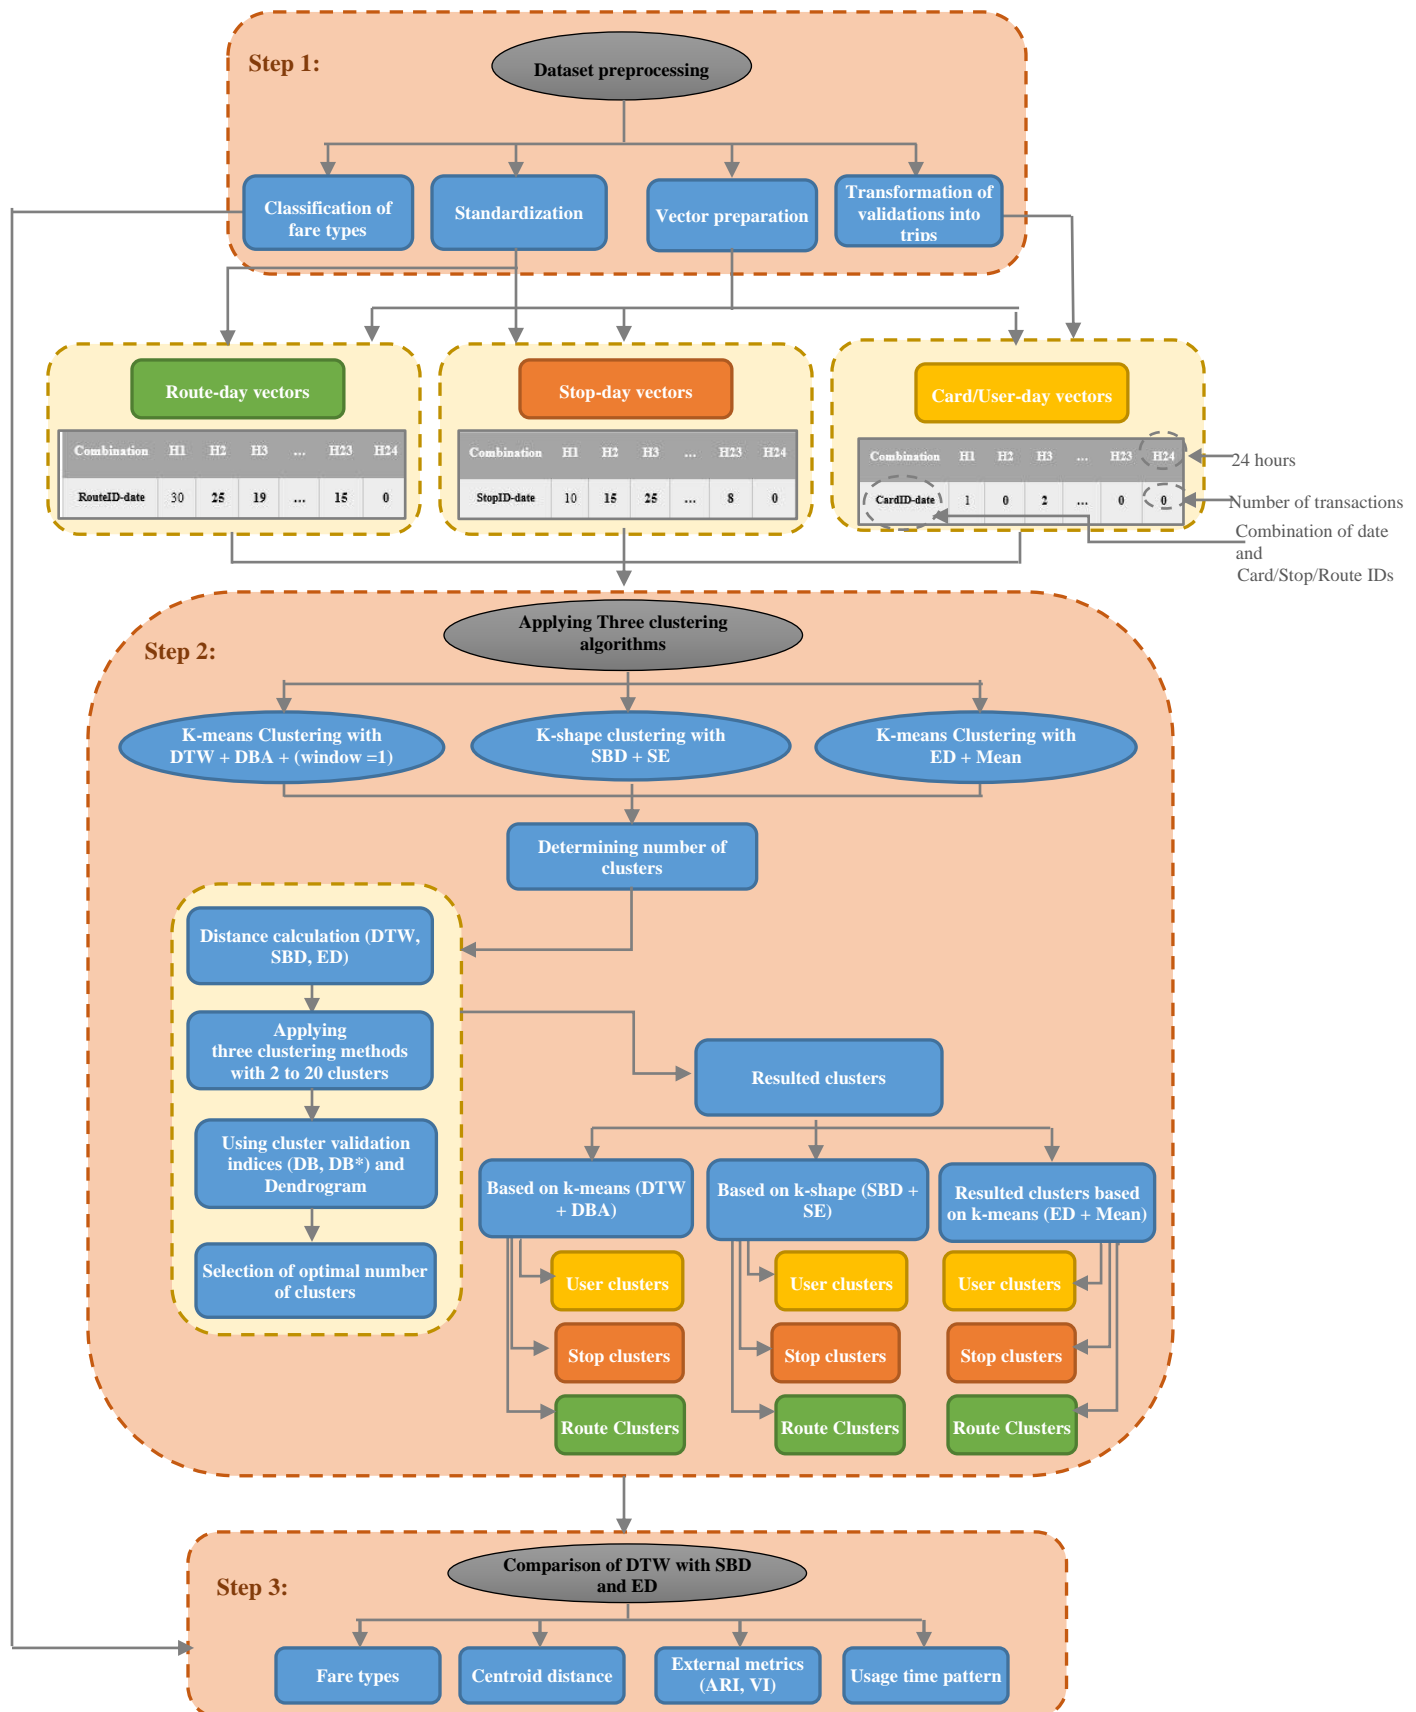 Step 1:
Dataset preprocessing
Classification of
fare types
Standardization
Vector preparation
Transformation of
validations into
trips
Route-day vectors
Combination H1 H2 H3 ... H23 H24
RouteID-date 30 25 19 ... 15 0
Stop-day vectors
Combination H1 H2 H3 ... H23 H24
StopID-date 10 15 25 ... 8 0
Card/User-day vectors
Combination H1 H2 H3 ... H23 H24
CardID-date 1 0 2 ... 0 0
24 hours
Number of transactions
Combination of date
and
Card/Stop/Route IDs
Step 2:
Applying Three clustering
algorithms
K-means Clustering with
DTW + DBA + (window =1)
K-shape clustering with
SBD + SE
K-means Clustering with
ED + Mean
Determining number of
clusters
Distance calculation (DTW,
SBD, ED)
Applying
three clustering methods
with 2 to 20 clusters
Using cluster validation
indices (DB, DB*) and
Dendrogram
Selection of optimal number
of clusters
Resulted clusters
Based on k-means (DTW
+ DBA)
Based on k-shape (SBD +
SE)
Resulted clusters based
on k-means (ED + Mean)
User clusters
User clusters
User clusters
Stop clusters
Stop clusters
Stop clusters
Route Clusters
Route Clusters
Route Clusters
Step 3:
Comparison of DTW with SBD
and ED
Fare types
Centroid distance
External metrics
(ARI, VI)
Usage time pattern